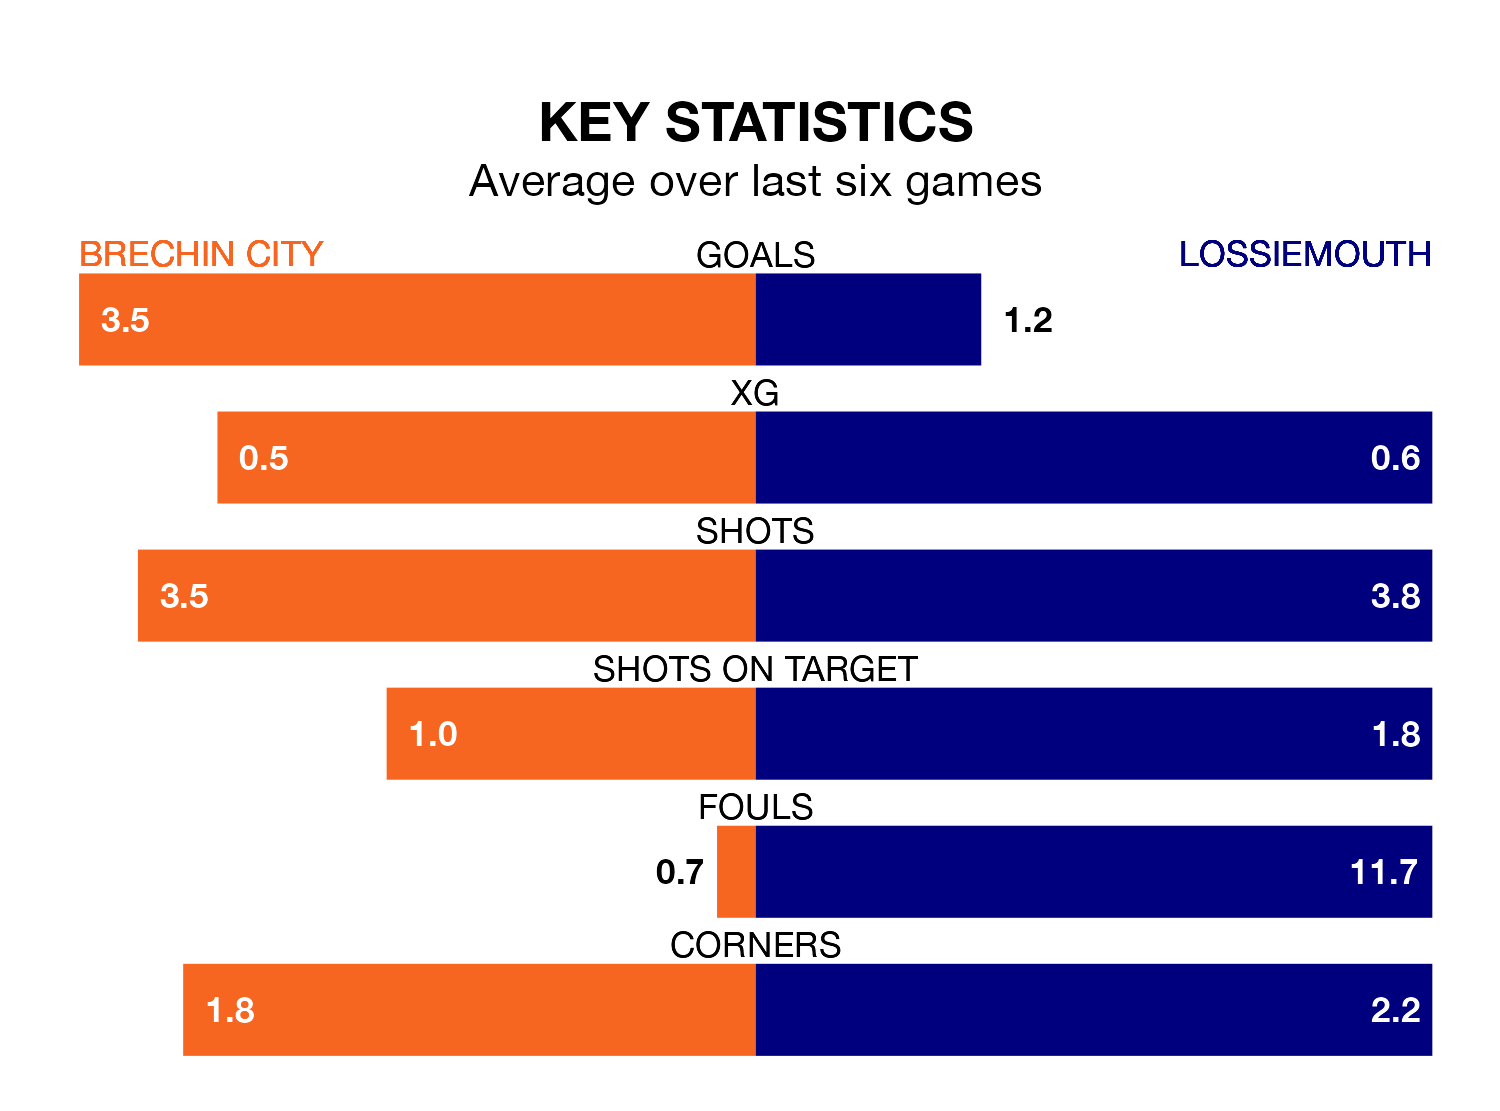 KEY STATISTICS
Average over last six games
BRECHIN CITY GOALS LOSSIEMOUTH
3.5 1.2
XG
0.5 0.6
SHOTS
3.5 3.8
SHOTS ON TARGET
1.0 1.8
FOULS
0.7 11.7
CORNERS
1.8 2.2